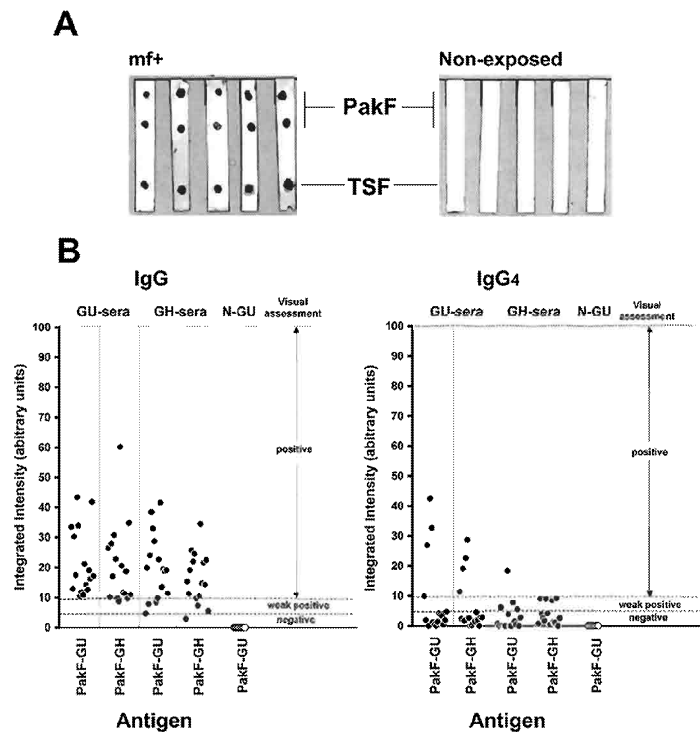 A
mf+
Non-exposed
PakF
TSF
B
IgG
IgG4
GU-sera GH-sera N-GU Visual assessment
GU-sera GH-sera N-GU Visual assessment
Integrated Intensity (abitrary units)
100
90
80
70
60
50
40
30
20
10
0
positive
weak positive
negative
PakF-GU PakF-GH PakF-GU PakF-GH PakF-GU
Antigen
Integrated Intensity (abitrary units)
100
90
80
70
60
50
40
30
20
10
0
positive
weak positive
negative
PakF-GU PakF-GH PakF-GU PakF-GH PakF-GU
Antigen